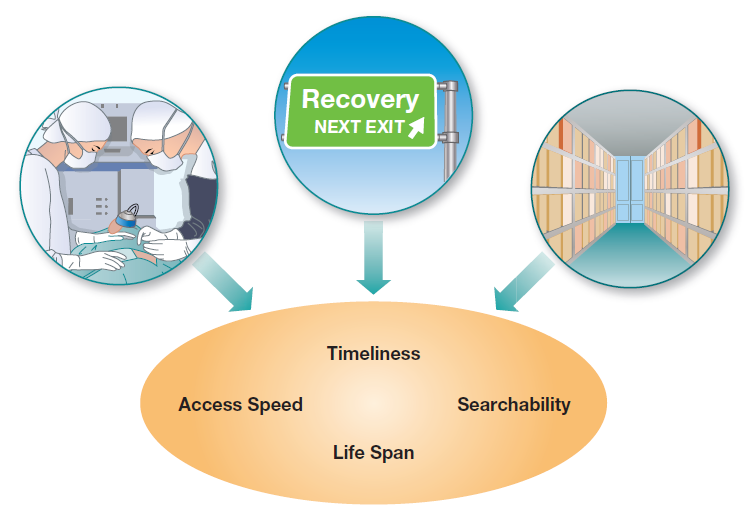 Recovery
NEXT EXIT
Timeliness
Access Speed
Searchability
Life Span